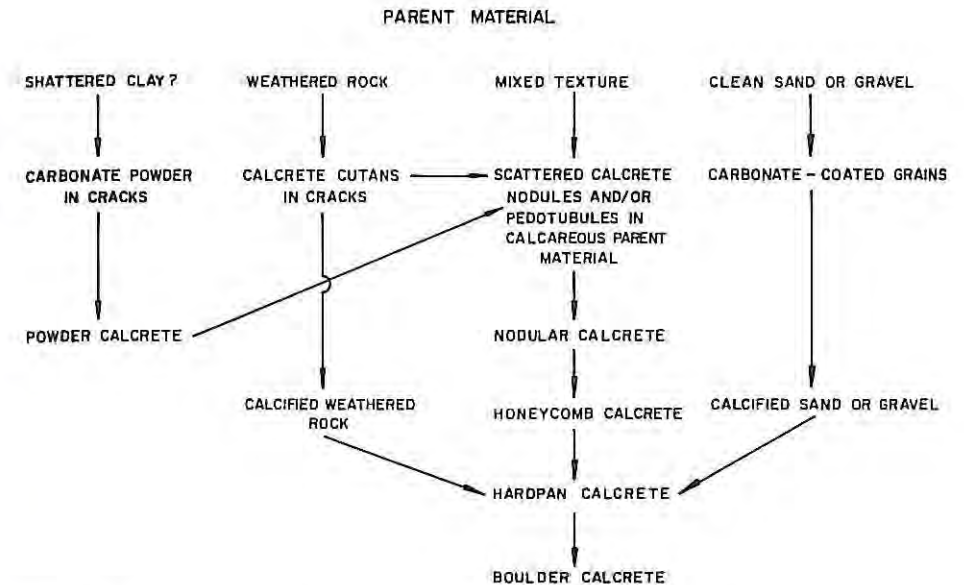 PARENT MATERIAL
SHATTERED CLAY?
WEATHERED ROCK
MIXED TEXTURE
CLEAN SAND OR GRAVEL
CARBONATE POWDER
IN CRACKS
CALCRETE CUTANS
IN CRACKS
SCATTERED CALCRETE
NODULES AND/OR
PEDOTUBULES IN
CALCAREOUS PARENT
MATERIAL
CARBONATE - COATED GRAINS
POWDER CALCRETE
NODULAR CALCRETE
CALCIFIED WEATHERED
ROCK
HONEYCOMB CALCRETE
CALCIFIED SAND OR GRAVEL
HARDPAN CALCRETE
BOULDER CALCRETE